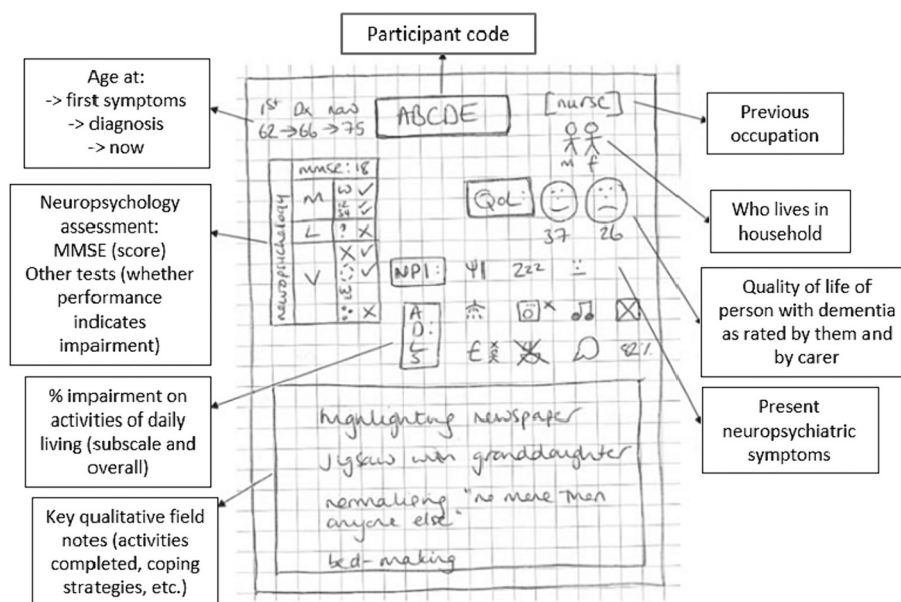 Participant code
Age at:
-> first symptoms
-> diagnosis
-> now
1st Dx now
62→66→75
ABCDE
[nurse]
m f
Previous
occupation
Neuropsychology
assessment:
MMSE (score)
Other tests (whether
performance
indicates
impairment)
neuropsychology
mmse: 18
M
L ? X
V
QoL:
37 26
Who lives in
household
NPI: zzz
A
D
L
S
£ 82%
Quality of life of
person with dementia
as rated by them and
by carer
% impairment on
activities of daily
living (subscale and
overall)
Present
neuropsychiatric
symptoms
Key qualitative field
notes (activities
completed, coping
strategies, etc.)
highlighting newspaper
jigsaw with granddaughter
normalising "no more than
anyone else"
bed-making